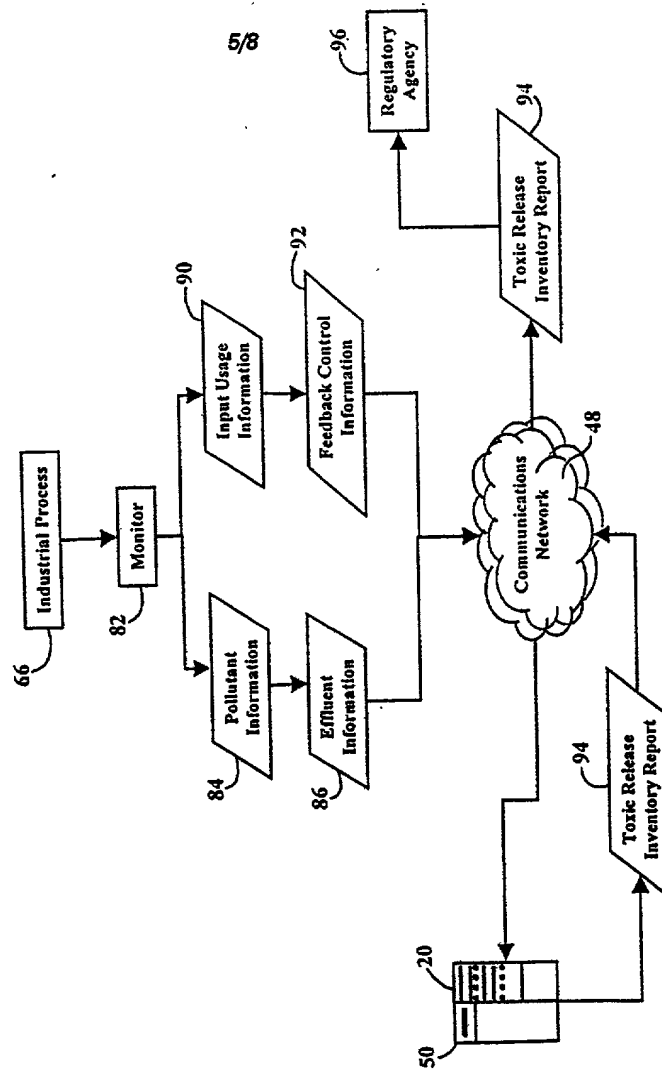 5/8
66
Industrial Process
82
Monitor
84
Pollutant
Information
90
Input Usage
Information
86
Effluent
Information
92
Feedback Control
Information
Communications
Network
48
50
20
94
Toxic Release
Inventory Report
94
Toxic Release
Inventory Report
96
Regulatory
Agency